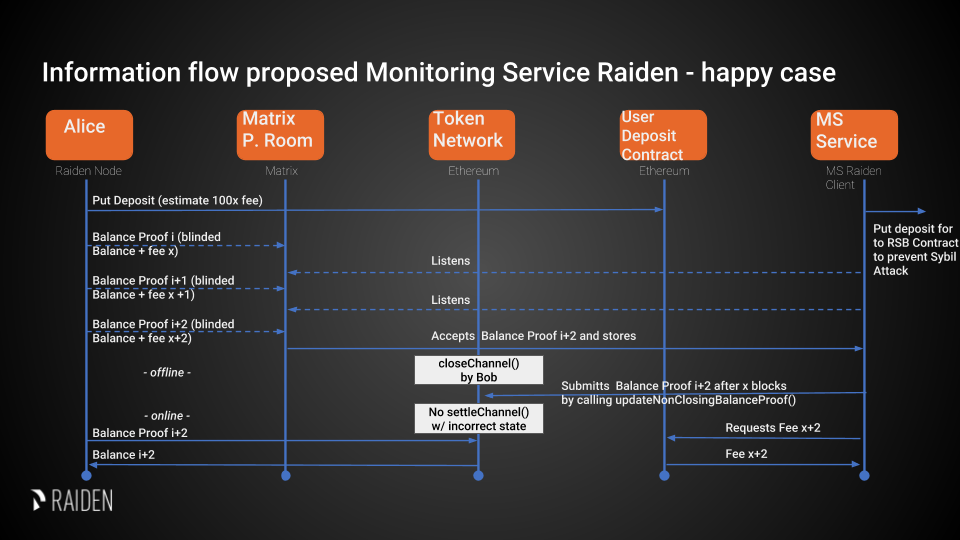 Information flow proposed Monitoring Service Raiden - happy case
Alice
Matrix
P. Room
Token
Network
User
Deposit
Contract
MS
Service
Raiden Node
Matrix
Ethereum
Ethereum
MS Raiden
Client
Put Deposit (estimate 100x fee)
Put deposit for
to RSB Contract
to prevent Sybil
Attack
Balance Proof i (blinded
Balance + fee x)
Listens
Balance Proof i+1 (blinded
Balance + fee x +1)
Listens
Balance Proof i+2 (blinded
Balance + fee x+2)
Accepts Balance Proof i+2 and stores
closeChannel()
by Bob
- offline -
Submitts Balance Proof i+2 after x blocks
by calling updateNonClosingBalanceProof()
No settleChannel()
w/ incorrect state
- online -
Balance Proof i+2
Requests Fee x+2
Balance i+2
Fee x+2
RAIDEN